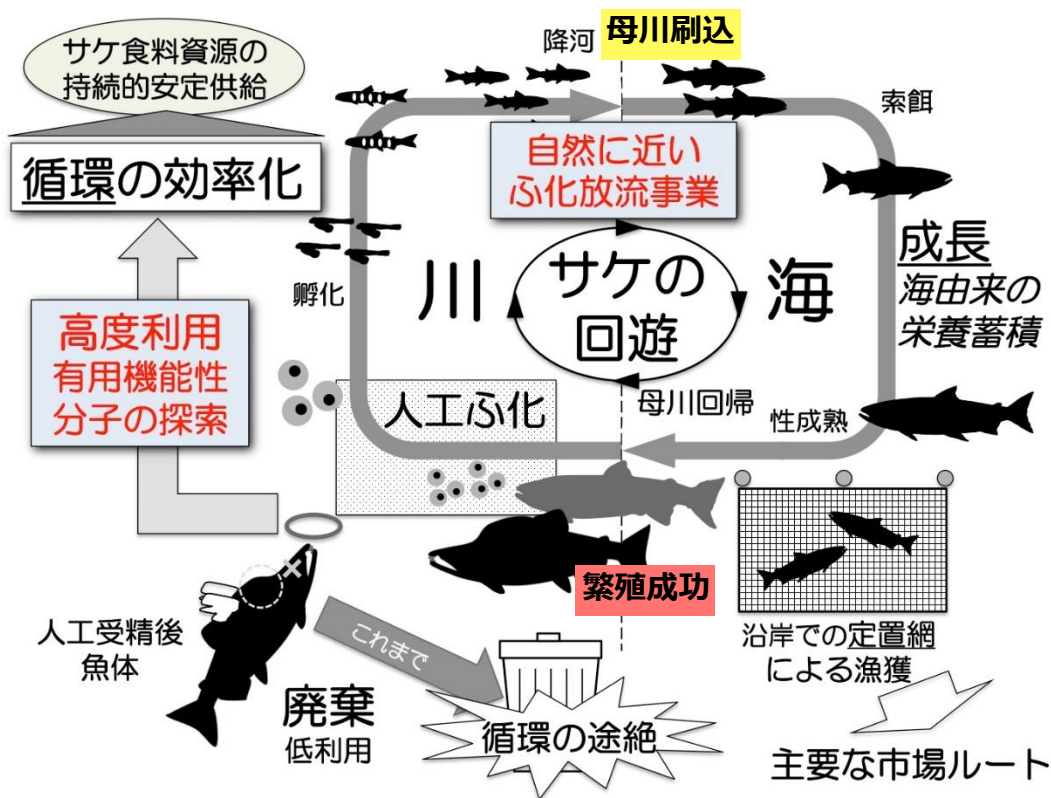 サケ食料資源の
持続的安定供給
循環の効率化
高度利用
有用機能性
分子の探索
降河
母川刷込
索餌
自然に近い
ふ化放流事業
川
サケの
回遊
海
成長
海由来の
栄養蓄積
孵化
人工ふ化
母川回帰
性成熟
繁殖成功
人工受精後
魚体
これまで
廃棄
低利用
循環の途絶
沿岸での定置網
による漁獲
主要な市場ルート